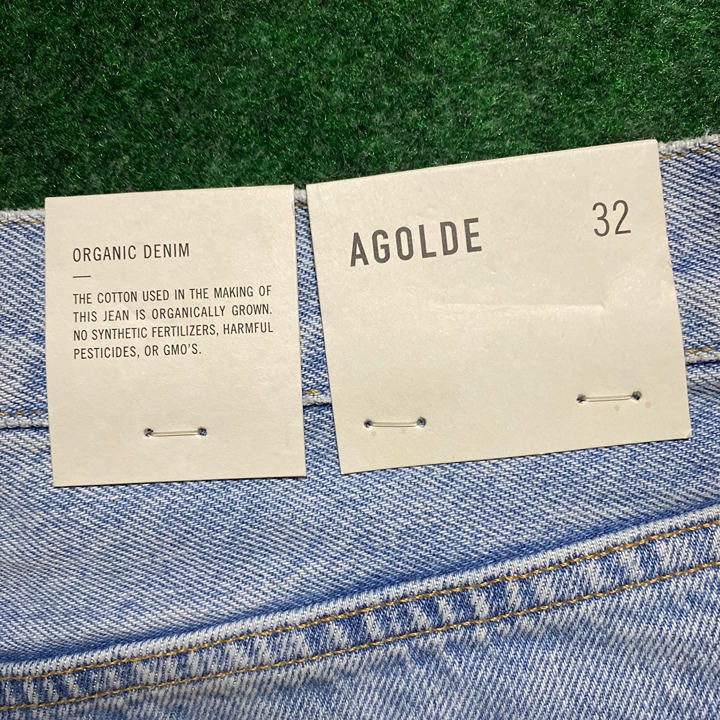 ORGANIC DENIM
THE COTTON USED IN THE MAKING OF
THIS JEAN IS ORGANICALLY GROWN.
NO SYNTHETIC FERTILIZERS, HARMFUL
PESTICIDES, OR GMO'S.
AGOLDE
32